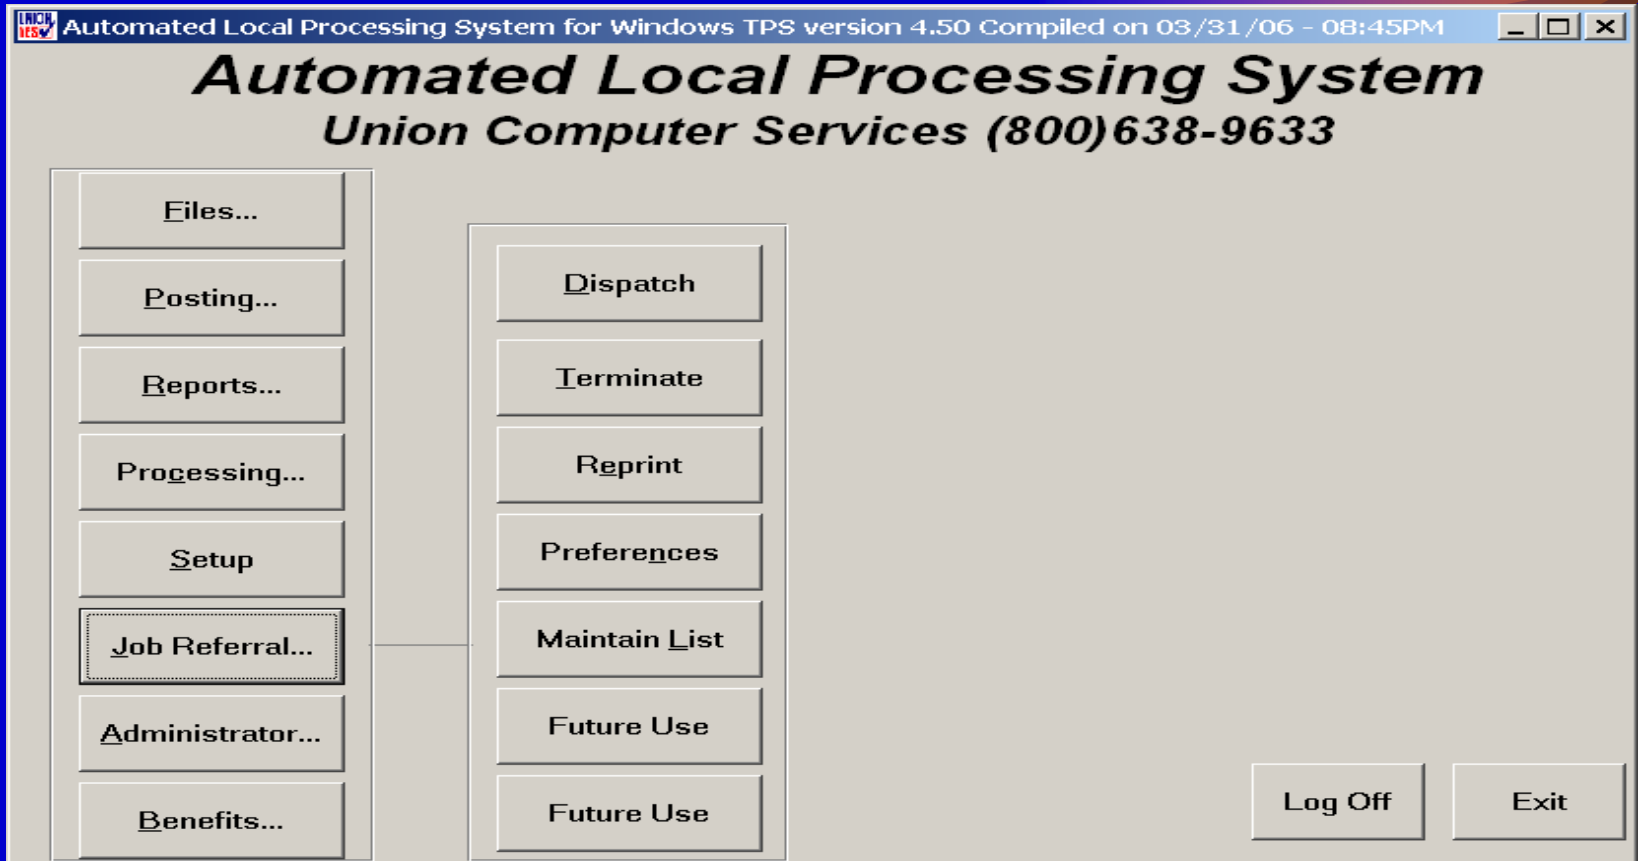 UNION YES Automated Local Processing System for Windows TPS version 4.50 Compiled on 03/31/06 - 08:45PM
Automated Local Processing System
Union Computer Services (800)638-9633
Files...
Posting...
Reports...
Processing...
Setup
Job Referral...
Administrator...
Benefits...
Dispatch
Terminate
Reprint
Preferences
Maintain List
Future Use
Future Use
Log Off
Exit